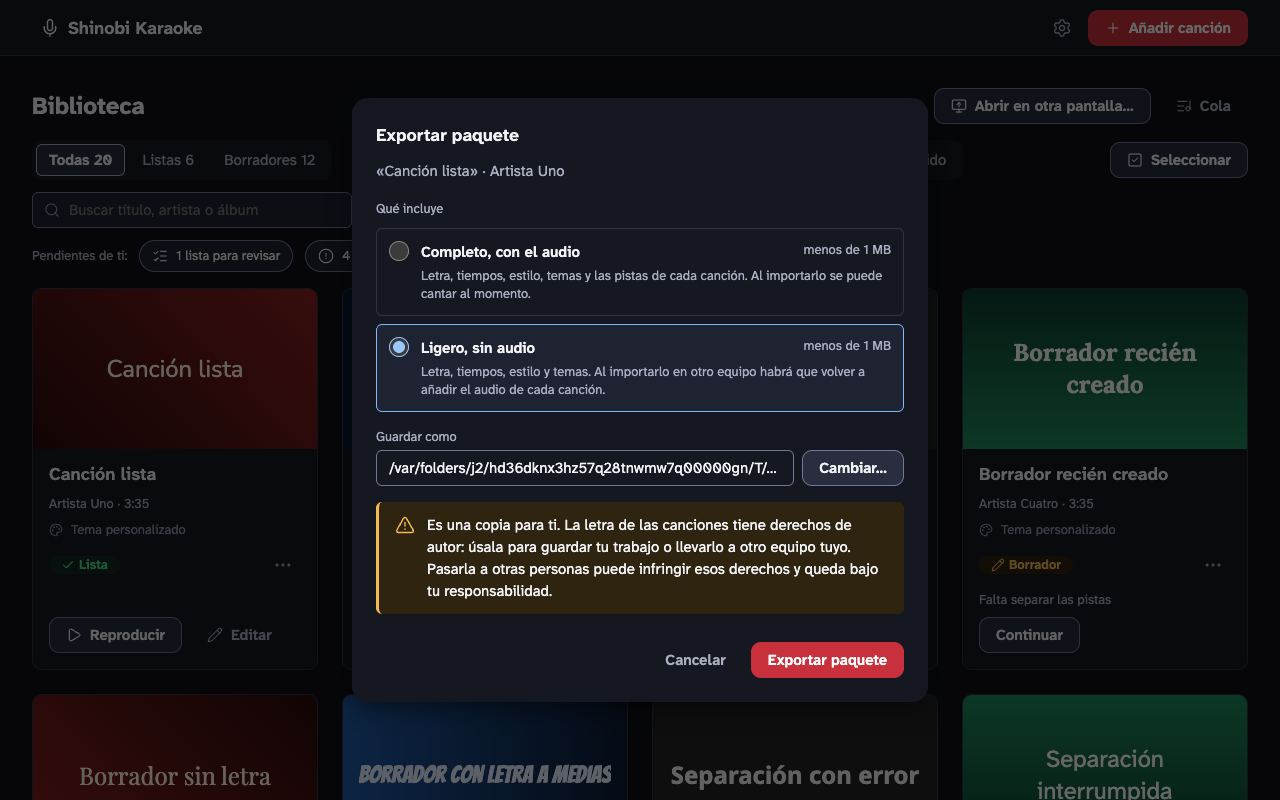 Shinobi Karaoke
Añadir canción
Biblioteca
Abrir en otra pantalla...
Cola
Todas 20
Listas 6
Borradores 12
Seleccionar
Buscar título, artista o álbum
Pendientes de ti:
1 lista para revisar
4
Exportar paquete
«Canción lista» · Artista Uno
Qué incluye
Completo, con el audio
menos de 1 MB
Letra, tiempos, estilo, temas y las pistas de cada canción. Al importarlo se puede
cantar al momento.
Ligero, sin audio
menos de 1 MB
Letra, tiempos, estilo y temas. Al importarlo en otro equipo habrá que volver a
añadir el audio de cada canción.
Guardar como
/var/folders/j2/hd36dknx3hz57q28tnwmw7q00000gn/T/...
Cambiar...
Es una copia para ti. La letra de las canciones tiene derechos de
autor: úsala para guardar tu trabajo o llevarlo a otro equipo tuyo.
Pasarla a otras personas puede infringir esos derechos y queda bajo
tu responsabilidad.
Cancelar
Exportar paquete
Canción lista
Canción lista
Artista Uno · 3:35
Tema personalizado
Lista
Reproducir
Editar
Borrador recién
creado
Borrador recién creado
Artista Cuatro · 3:35
Tema personalizado
Borrador
Falta separar las pistas
Continuar
Borrador sin letra
BORRADOR CON LETRA A MEDIAS
Separación con error
Separación
interrumpida